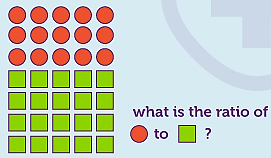 what is the ratio of
to ?